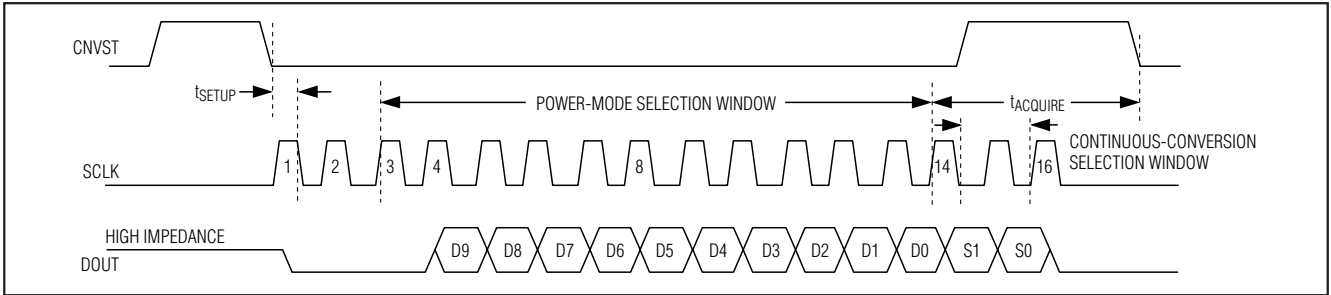 CNVST
tSETUP
POWER-MODE SELECTION WINDOW
tACQUIRE
CONTINUOUS-CONVERSION
SELECTION WINDOW
SCLK
1 2 3 4 8 14 16
HIGH IMPEDANCE
DOUT
D9 D8 D7 D6 D5 D4 D3 D2 D1 D0 S1 S0